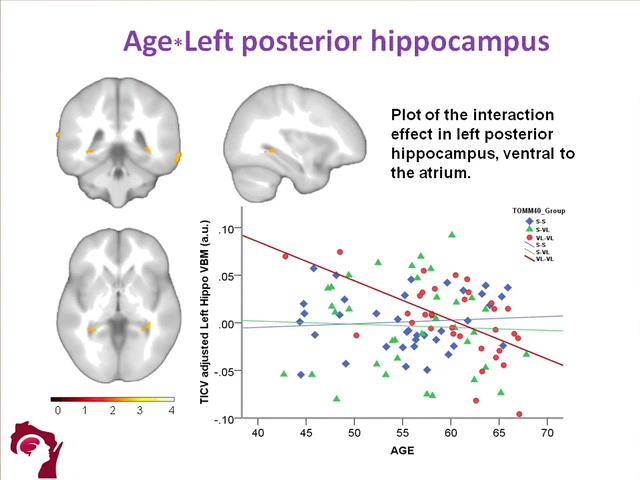 Age*Left posterior hippocampus
Plot of the interaction
effect in left posterior
hippocampus, ventral to
the atrium.
0 1 2 3 4
TICV adjusted Left Hippo VBM (a.u.)
.10
.05
.00
-.05
-.10
40 45 50 55 60 65 70
AGE
TOMM40_Group
S-S
S-VL
VL-VL
S-S
S-VL
VL-VL